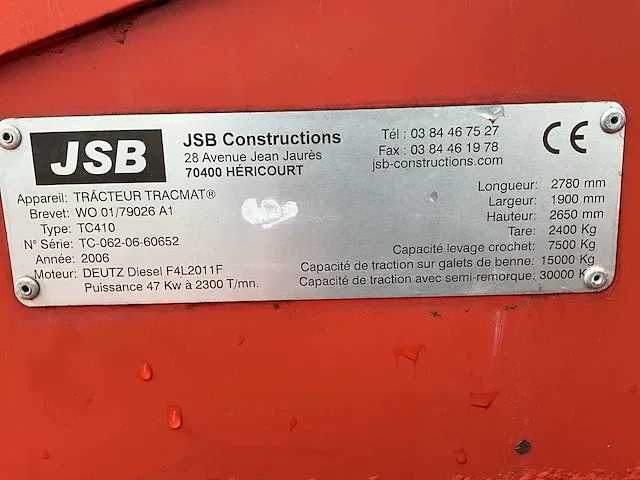 JSB
JSB Constructions
28 Avenue Jean Jaurès
70400 HÉRICOURT
Tél : 03 84 46 75 27
Fax : 03 84 46 19 78
jsb-constructions.com
CE
Appareil: TRACTEUR TRACMAT®
Brevet: WO 01/79026 A1
Type: TC410
N° Série: TC-062-06-60652
Année: 2006
Moteur: DEUTZ Diesel F4L2011F
Puissance 47 Kw à 2300 T/mn.
Longueur: 2780 mm
Largeur: 1900 mm
Hauteur: 2650 mm
Tare: 2400 Kg
Capacité levage crochet: 7500 Kg
Capacité de traction sur galets de benne: 15000 Kg
Capacité de traction avec semi-remorque: 30000 K